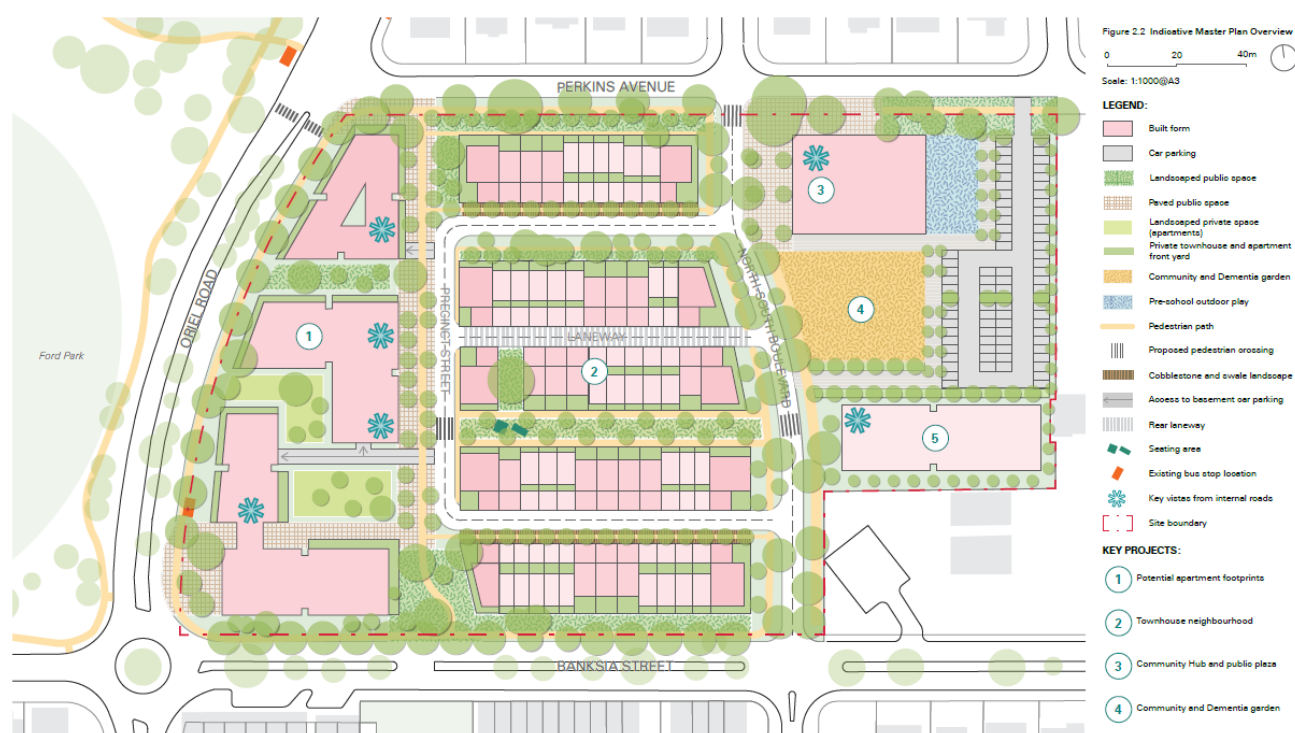 Figure 2.2 Indicative Master Plan Overview
0 20 40m
Scale: 1:1000@A3
LEGEND:
Built form
Car parking
Landscaped public space
Paved public space
Landsoaped private space
(apartments)
Private townhouse and apartment
front yard
Community and Dementia garden
Pre-school outdoor play
Pedestrian path
Proposed pedestrian crossing
Cobblestone and swale landscape
Access to basement car parking
Rear laneway
Seating area
Existing bus stop location
Key vistas from internal roads
Site boundary
KEY PROJECTS:
1 Potential apartment footprints
2 Townhouse neighbourhood
3 Community Hub and public plaza
4 Community and Dementia garden
PERKINS AVENUE
ORIEL ROAD
Ford Park
PRECINCT STREET
NORTH-SOUTH BOULEVARD
LANEWAY
BANKSIA STREET
1
2
3
4
5